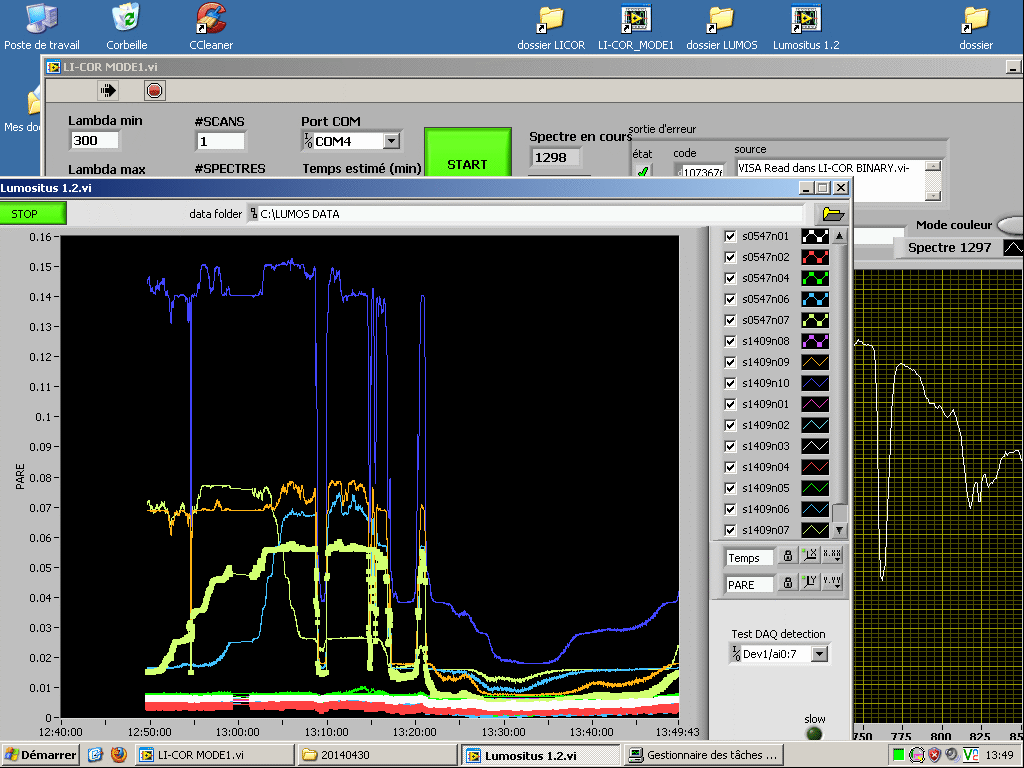 Poste de travail
Corbeille
CCleaner
dossier LICOR
LI-COR_MODE1
dossier LUMOS
Lumositus 1.2
dossier
Mes do
LI-COR MODE1.vi
Lambda min
300
Lambda max
#SCANS
1
#SPECTRES
Port COM
COM4
Temps estimé (min)
START
Spectre en cours
1298
sortie d'erreur
état
code
source
VISA Read dans LI-COR BINARY.vi-
Mode couleur
Spectre 1297
Lumositus 1.2.vi
STOP
data folder
C:\LUMOS DATA
0.16
0.15
0.14
0.13
0.12
0.11
0.1
0.09
0.08
0.07
0.06
0.05
0.04
0.03
0.02
0.01
0
PARE
12:40:00
12:50:00
13:00:00
13:10:00
13:20:00
13:30:00
13:40:00
13:49:43
s0547n01
s0547n02
s0547n04
s0547n06
s0547n07
s1409n08
s1409n09
s1409n10
s1409n01
s1409n02
s1409n03
s1409n04
s1409n05
s1409n06
s1409n07
Temps
PARE
Test DAQ detection
Dev1/ai0:7
slow
750
775
800
825
85
Démarrer
LI-COR MODE1.vi
20140430
Lumositus 1.2.vi
Gestionnaire des tâches ...
13:49